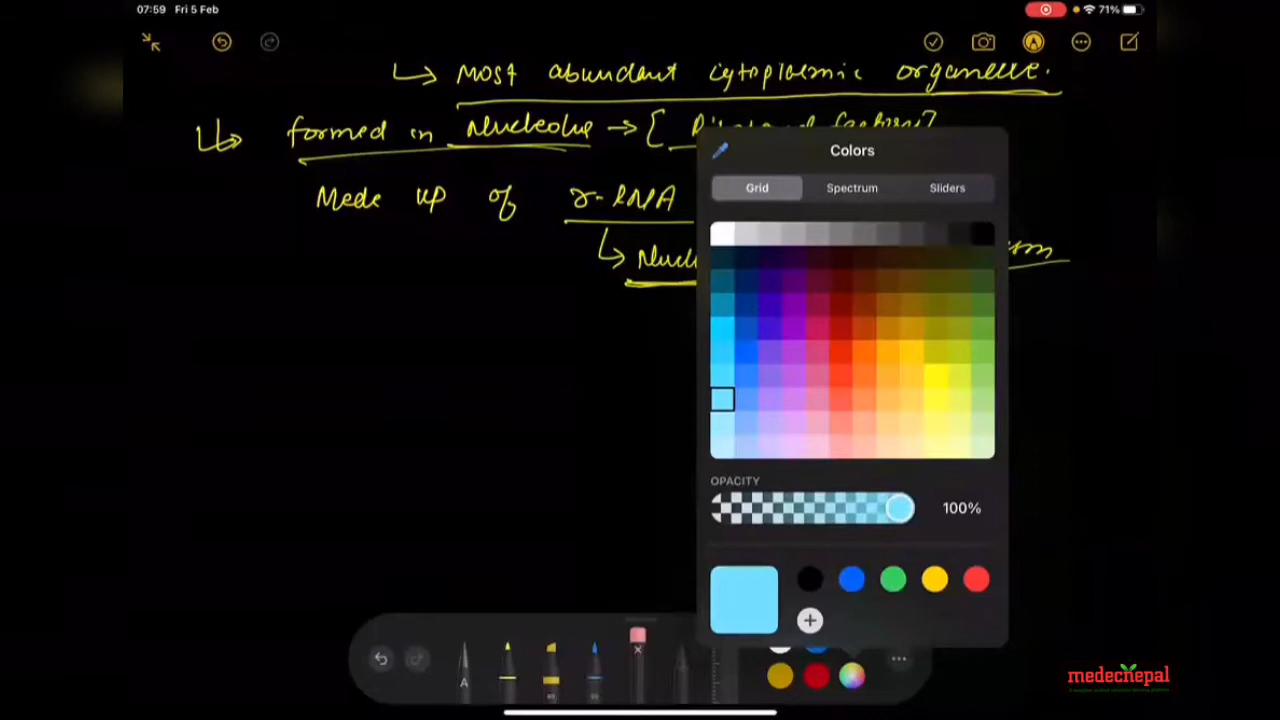 07:59 Fri 5 Feb
71%
↳ Most abundant cytoplasmic organelle.
↳ formed in Nucleolus → [
Made up of r-RNA
↳
Colors
Grid Spectrum Sliders
OPACITY
100%
A
medecnepal